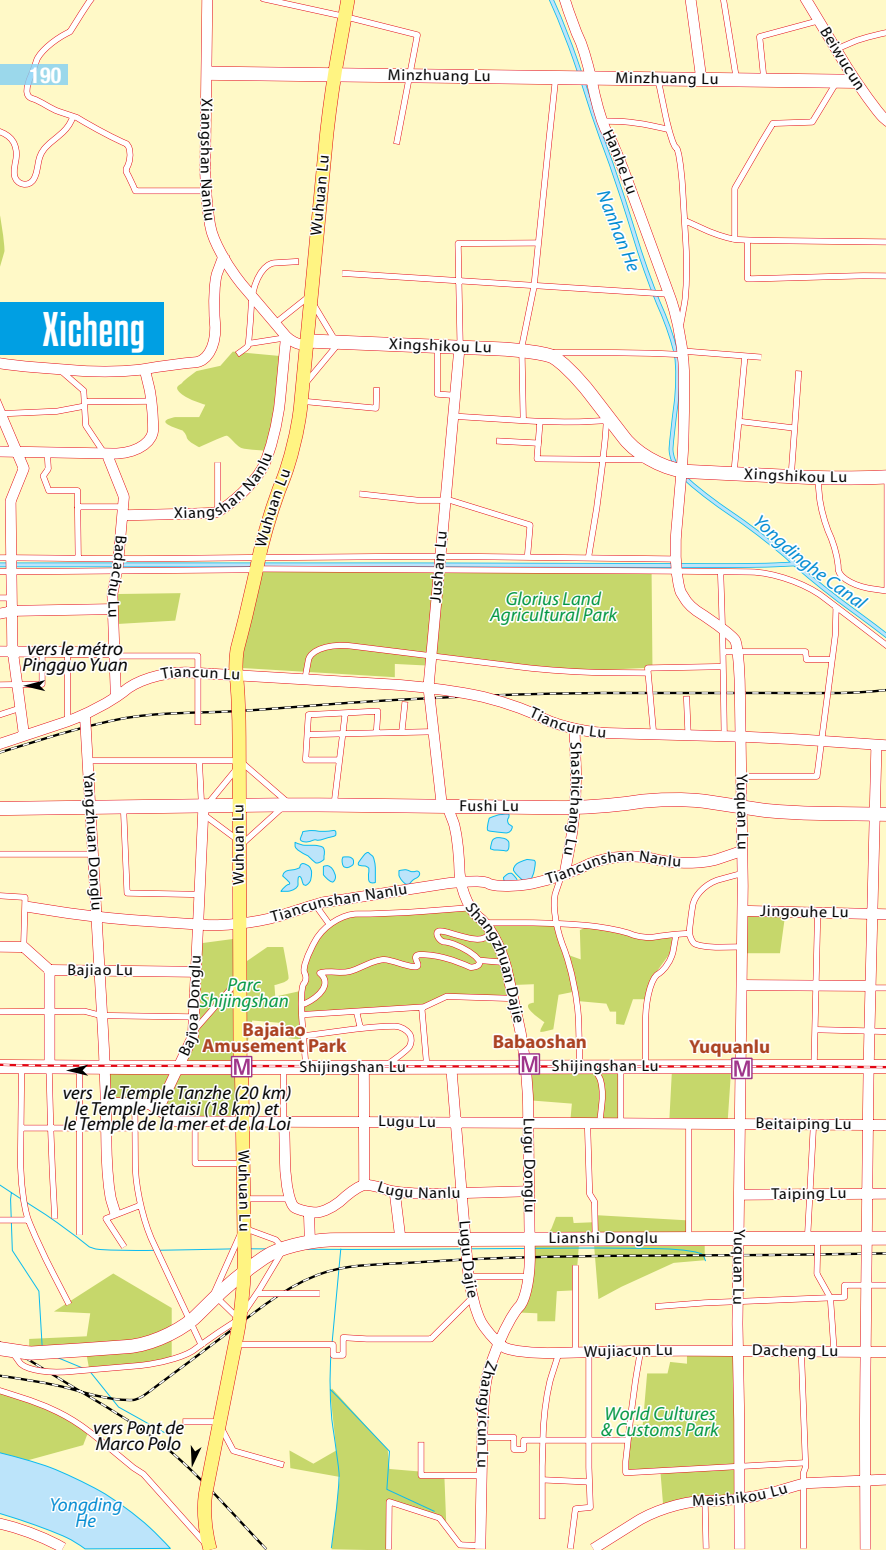 Beiwucun
190
Minzhuang Lu
Minzhuang Lu
Xiangshan Nanlu
Hanhe Lu
Wuhuan Lu
Nanhan He
Xicheng
Xingshikou Lu
Xiangshan Nanlu
Wuhuan Lu
Xingshikou Lu
Yongdinghe Canal
Badachu Lu
Jushan Lu
Glorius Land
Agricultural Park
vers le métro
Pingguo Yuan
Tiancun Lu
Tiancun Lu
Shashichang Lu
Yangzhuan Donglu
Yuquan Lu
Wuhuan Lu
Fushi Lu
Tiancunshan Nanlu
Tiancunshan Nanlu
Jingouhe Lu
Shangzhuan Dajie
Bajiao Lu
Bajioa Donglu
Parc
Shijingshan
Bajaiao
Amusement Park
Babaoshan
Yuquanlu
M
M
M
Shijingshan Lu
Shijingshan Lu
vers le Temple Tanzhe (20 km)
le Temple Jietaisi (18 km) et
le Temple de la mer et de la Loi
Lugu Lu
Lugu Donglu
Beitaiping Lu
Wuhuan Lu
Lugu Nanlu
Taiping Lu
Lugu Dajie
Lianshi Donglu
Yuquan Lu
Wujiacun Lu
Dacheng Lu
Zhangyicun Lu
World Cultures
& Customs Park
vers Pont de
Marco Polo
Yongding
He
Meishikou Lu